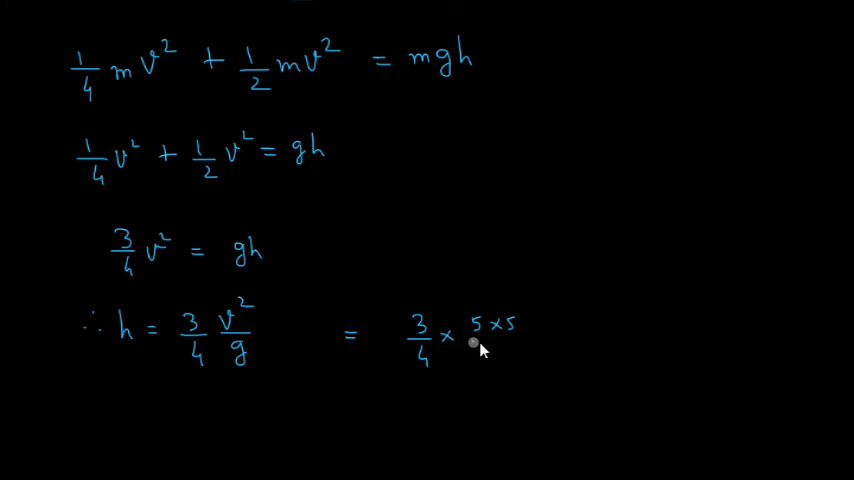 1/4 mv² + 1/2 mv² = mgh
1/4 v² + 1/2 v² = gh
3/4 v² = gh
∴ h = 3/4 v²/g = 3/4 × 5×5